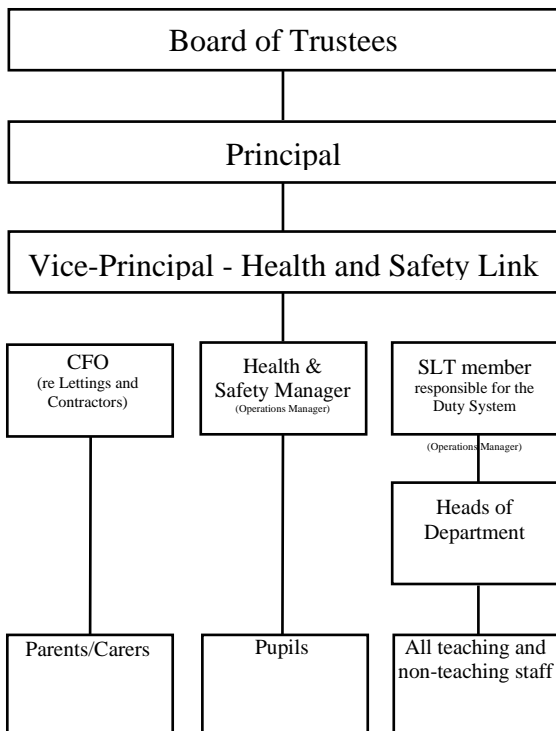 Board of Trustees
Principal
Vice-Principal - Health and Safety Link
CFO
(re Lettings and
Contractors)
Health &
Safety Manager
(Operations Manager)
SLT member
responsible for the
Duty System
(Operations Manager)
Heads of
Department
Parents/Carers
Pupils
All teaching and
non-teaching staff